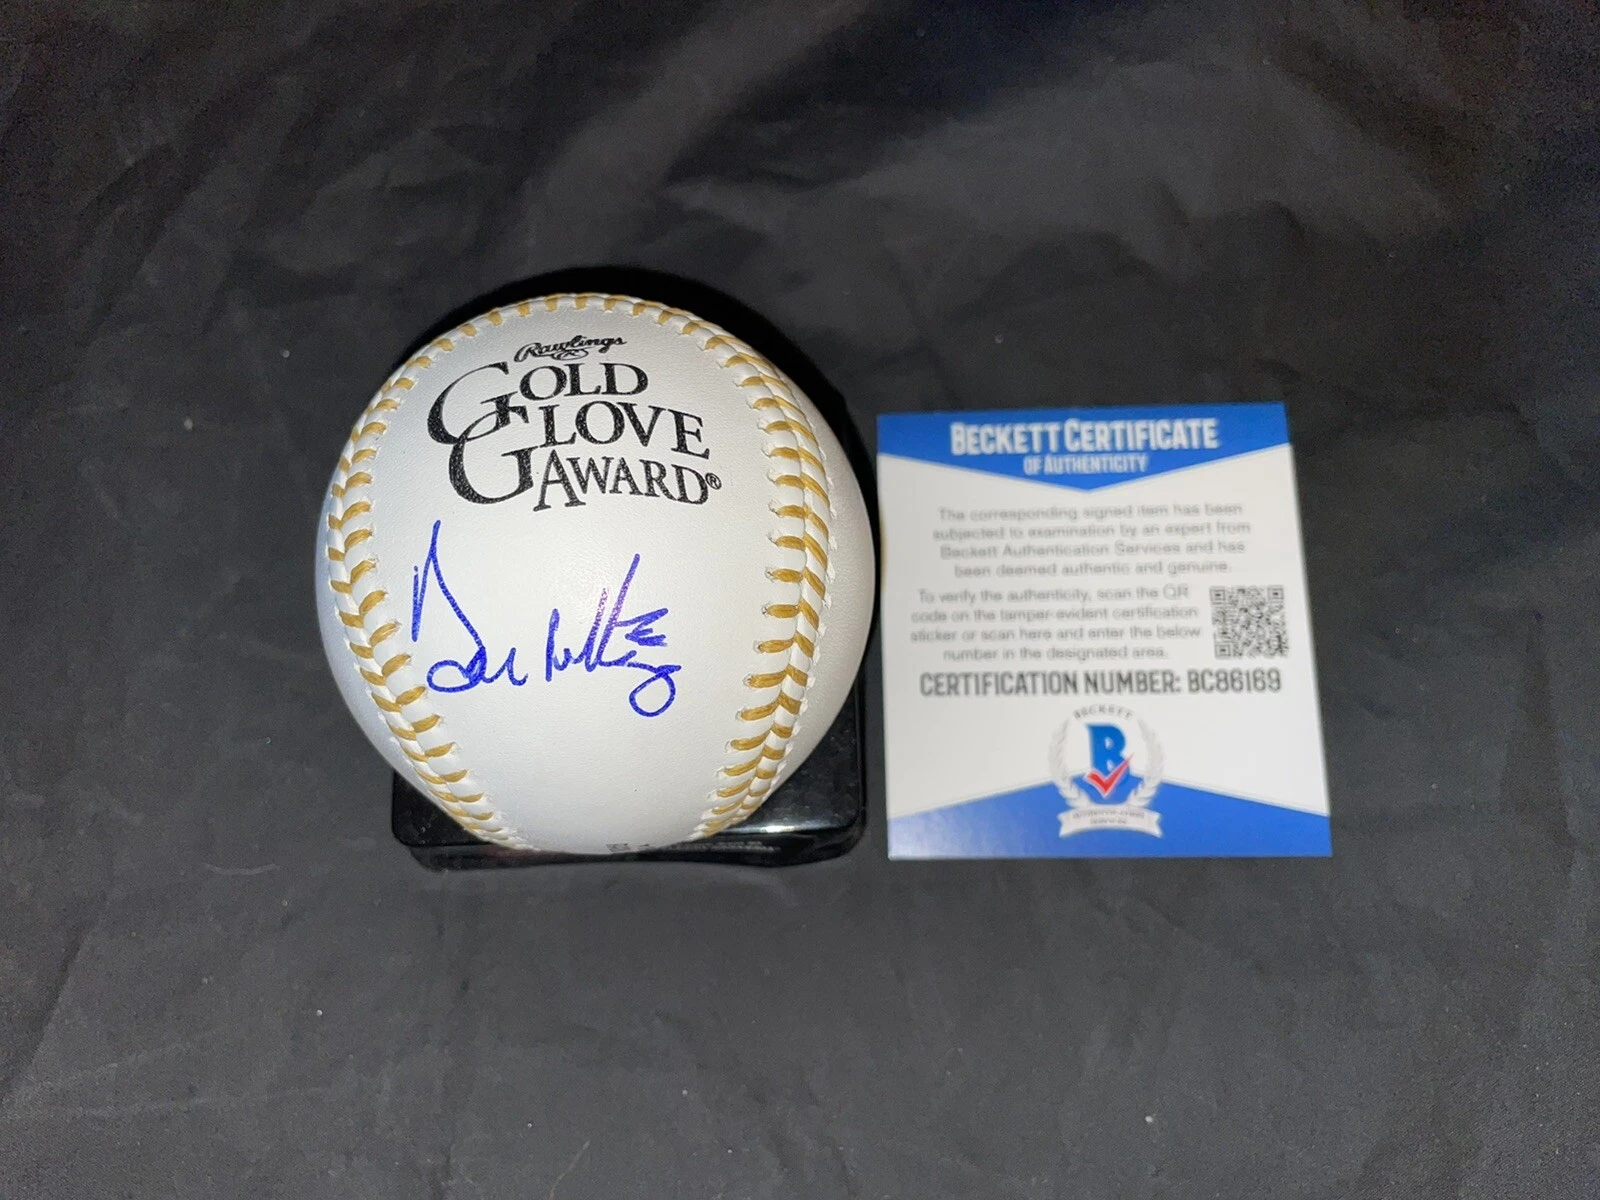 Rawlings
GOLD
GLOVE
AWARD®
BECKETT CERTIFICATE
OF AUTHENTICITY
The corresponding signed item has been
subjected to examination by an expert from
Beckett Authentication Services and has
been deemed authentic and genuine.
To verify the authenticity, scan the QR
code on the tamper-evident certification
sticker or scan here and enter the below
number in the designated area.
CERTIFICATION NUMBER: BC86169
BECKETT
B
AUTHENTICATION
SERVICES